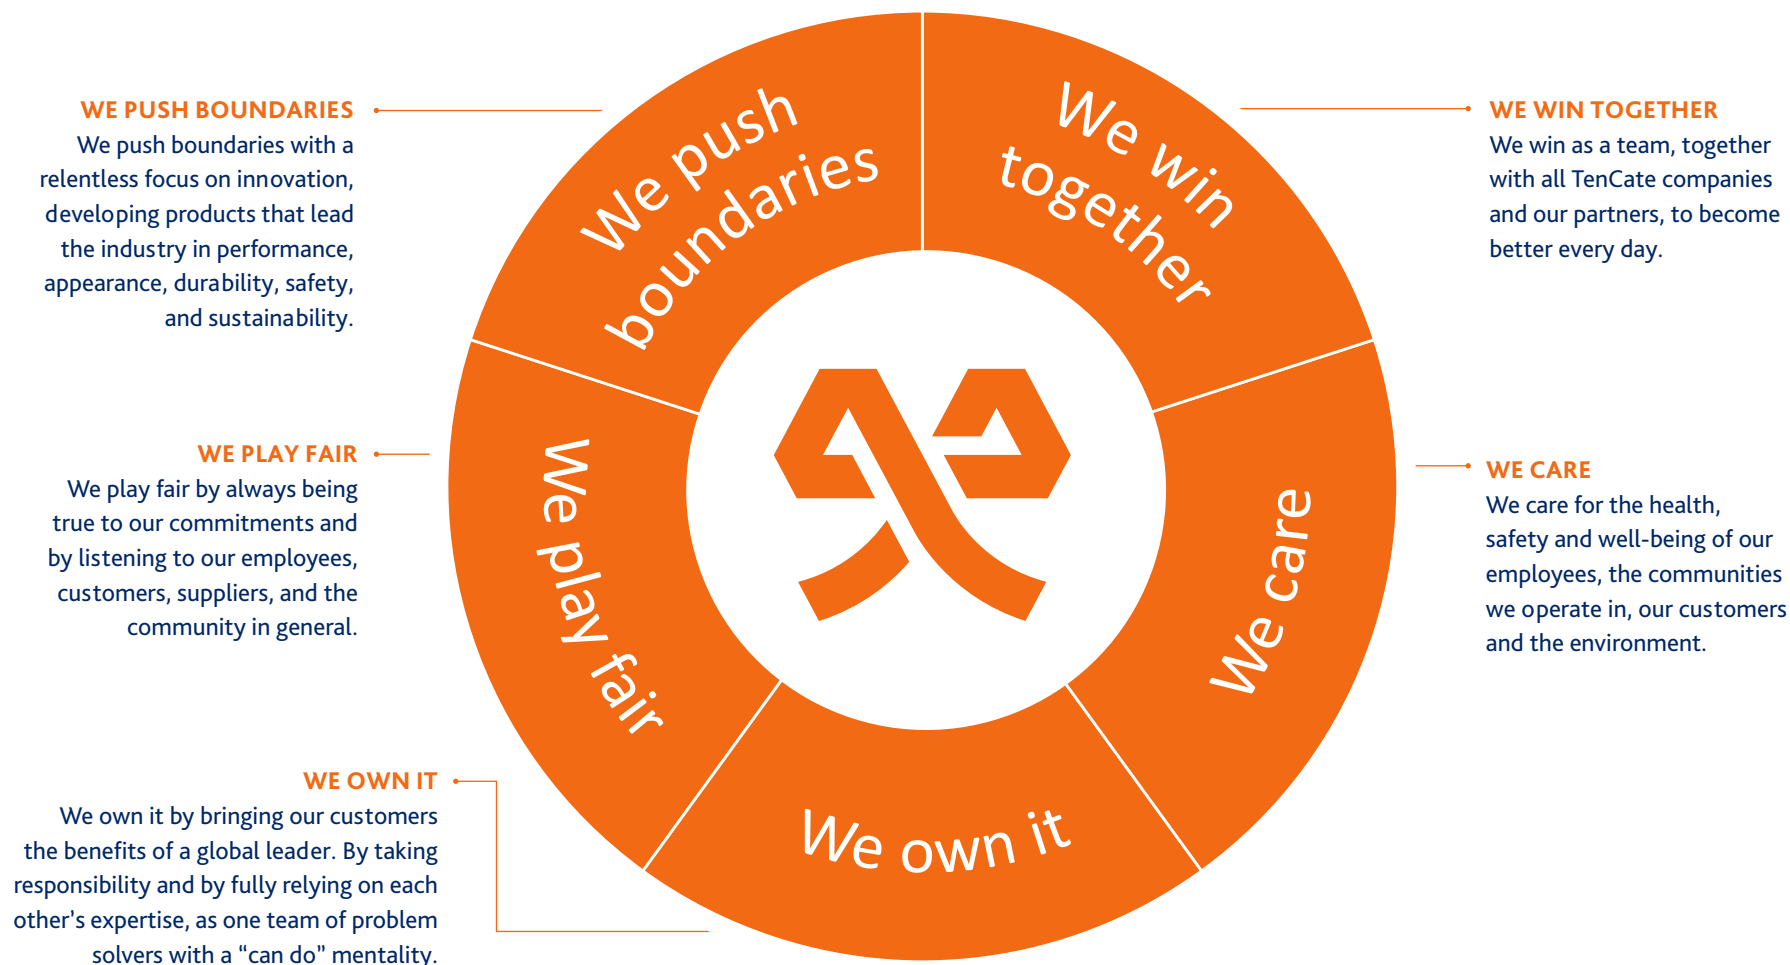 WE PUSH BOUNDARIES
We push boundaries with a
relentless focus on innovation,
developing products that lead
the industry in performance,
appearance, durability, safety,
and sustainability.
WE PLAY FAIR
We play fair by always being
true to our commitments and
by listening to our employees,
customers, suppliers, and the
community in general.
WE OWN IT
We own it by bringing our customers
the benefits of a global leader. By taking
responsibility and by fully relying on each
other’s expertise, as one team of problem
solvers with a “can do” mentality.
We push
boundaries
We win
together
We play fair
We care
We own it
WE WIN TOGETHER
We win as a team, together
with all TenCate companies
and our partners, to become
better every day.
WE CARE
We care for the health,
safety and well-being of our
employees, the communities
we operate in, our customers
and the environment.